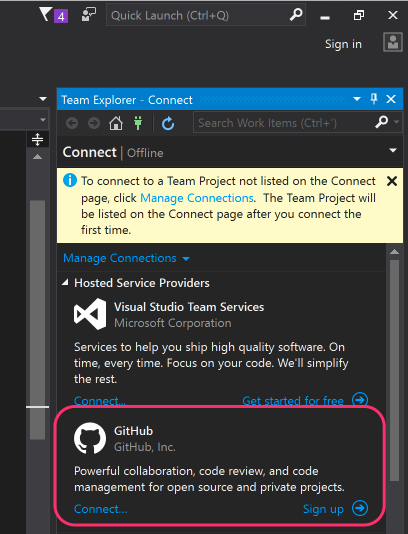 4
Quick Launch (Ctrl+Q)
Sign in
Team Explorer - Connect
Search Work Items (Ctrl+')
Connect | Offline
To connect to a Team Project not listed on the Connect
page, click Manage Connections. The Team Project will
be listed on the Connect page after you connect the
first time.
Manage Connections
Hosted Service Providers
Visual Studio Team Services
Microsoft Corporation
Services to help you ship high quality software. On
time, every time. Focus on your code. We'll simplify
the rest.
Connect... Get started for free
GitHub
GitHub, Inc.
Powerful collaboration, code review, and code
management for open source and private projects.
Connect... Sign up